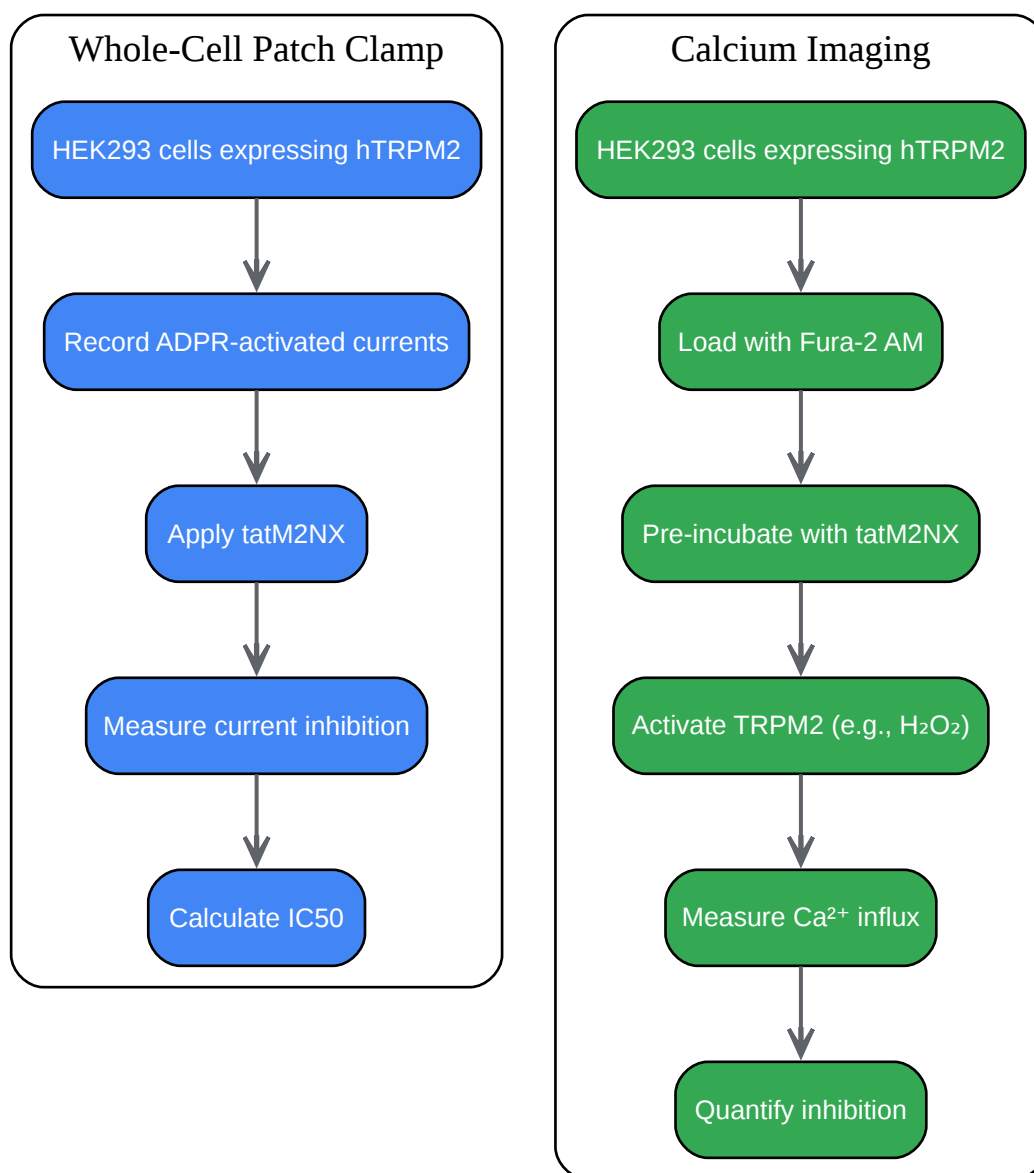 Whole-Cell Patch Clamp
HEK293 cells expressing hTRPM2
Record ADPR-activated currents
Apply tatM2NX
Measure current inhibition
Calculate IC50
Calcium Imaging
HEK293 cells expressing hTRPM2
Load with Fura-2 AM
Pre-incubate with tatM2NX
Activate TRPM2 (e.g., H₂O₂)
Measure Ca²⁺ influx
Quantify inhibition